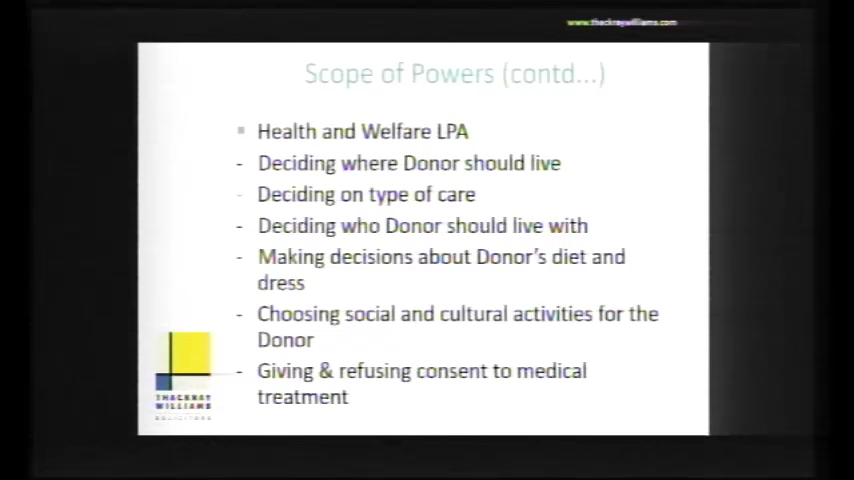 www.thackraywilliams.com
Scope of Powers (contd...)
Health and Welfare LPA
- Deciding where Donor should live
- Deciding on type of care
- Deciding who Donor should live with
- Making decisions about Donor's diet and
dress
- Choosing social and cultural activities for the
Donor
- Giving & refusing consent to medical
treatment
THACKRAY
WILLIAMS
SOLICITORS